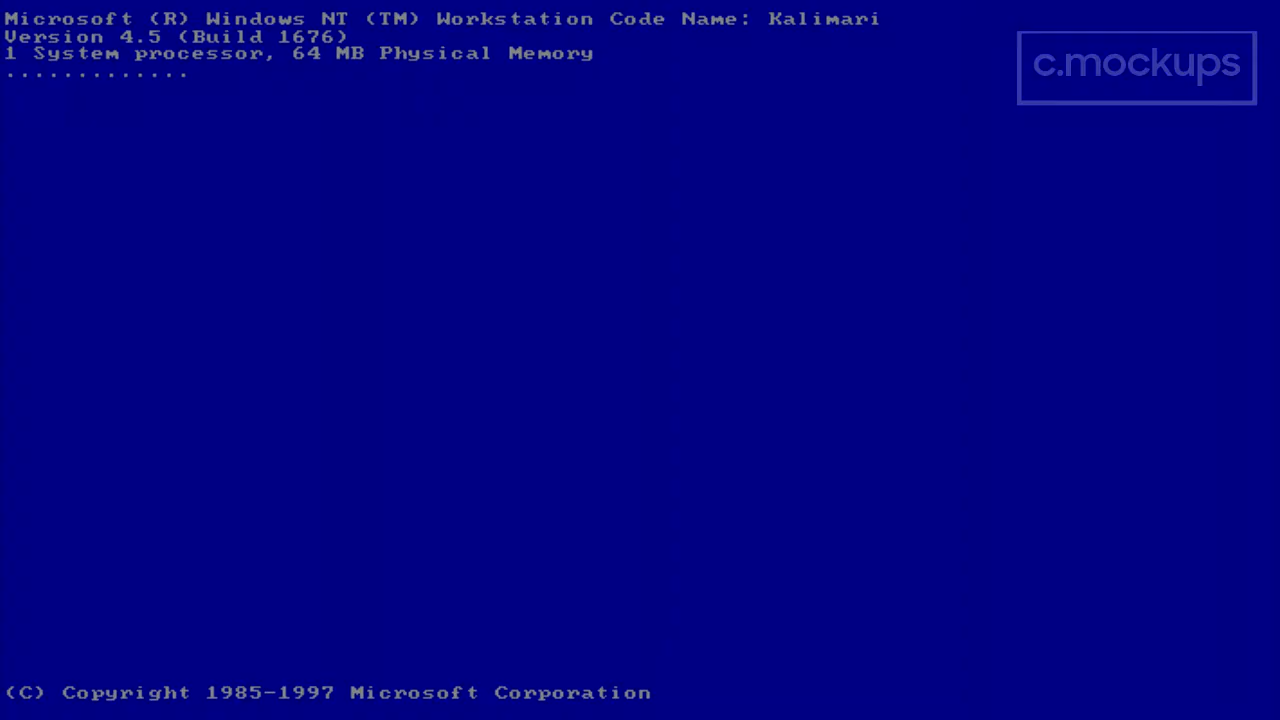 Microsoft (R) Windows NT (TM) Workstation Code Name: Kalimari
Version 4.5 (Build 1676)
1 System processor, 64 MB Physical Memory
.............
c.mockups
(C) Copyright 1985-1997 Microsoft Corporation